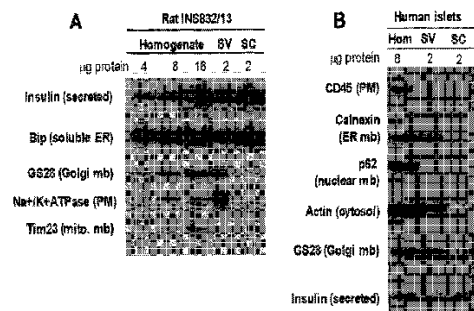 A
Rat INS832/13
Homogenate SV SC
µg protein 4 8 16 2 2
Insulin (secreted)
Bip (soluble ER)
GS28 (Golgi mb)
Na+/K+ATPase (PM)
Tim23 (mito. mb)
B
Human islets
Hom SV SC
µg protein 8 2 2
CD45 (PM)
Calnexin
(ER mb)
p62
(nuclear mb)
Actin (cytosol)
GS28 (Golgi mb)
Insulin (secreted)